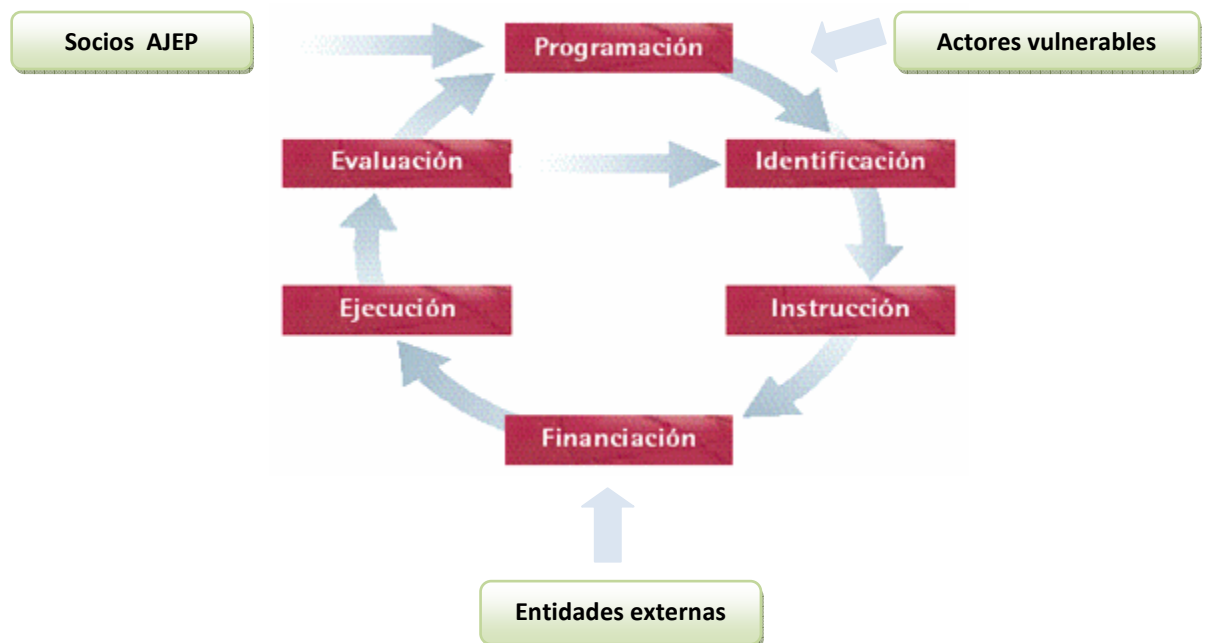 Socios AJEP
Programación
Actores vulnerables
Evaluación
Identificación
Ejecución
Instrucción
Financiación
Entidades externas